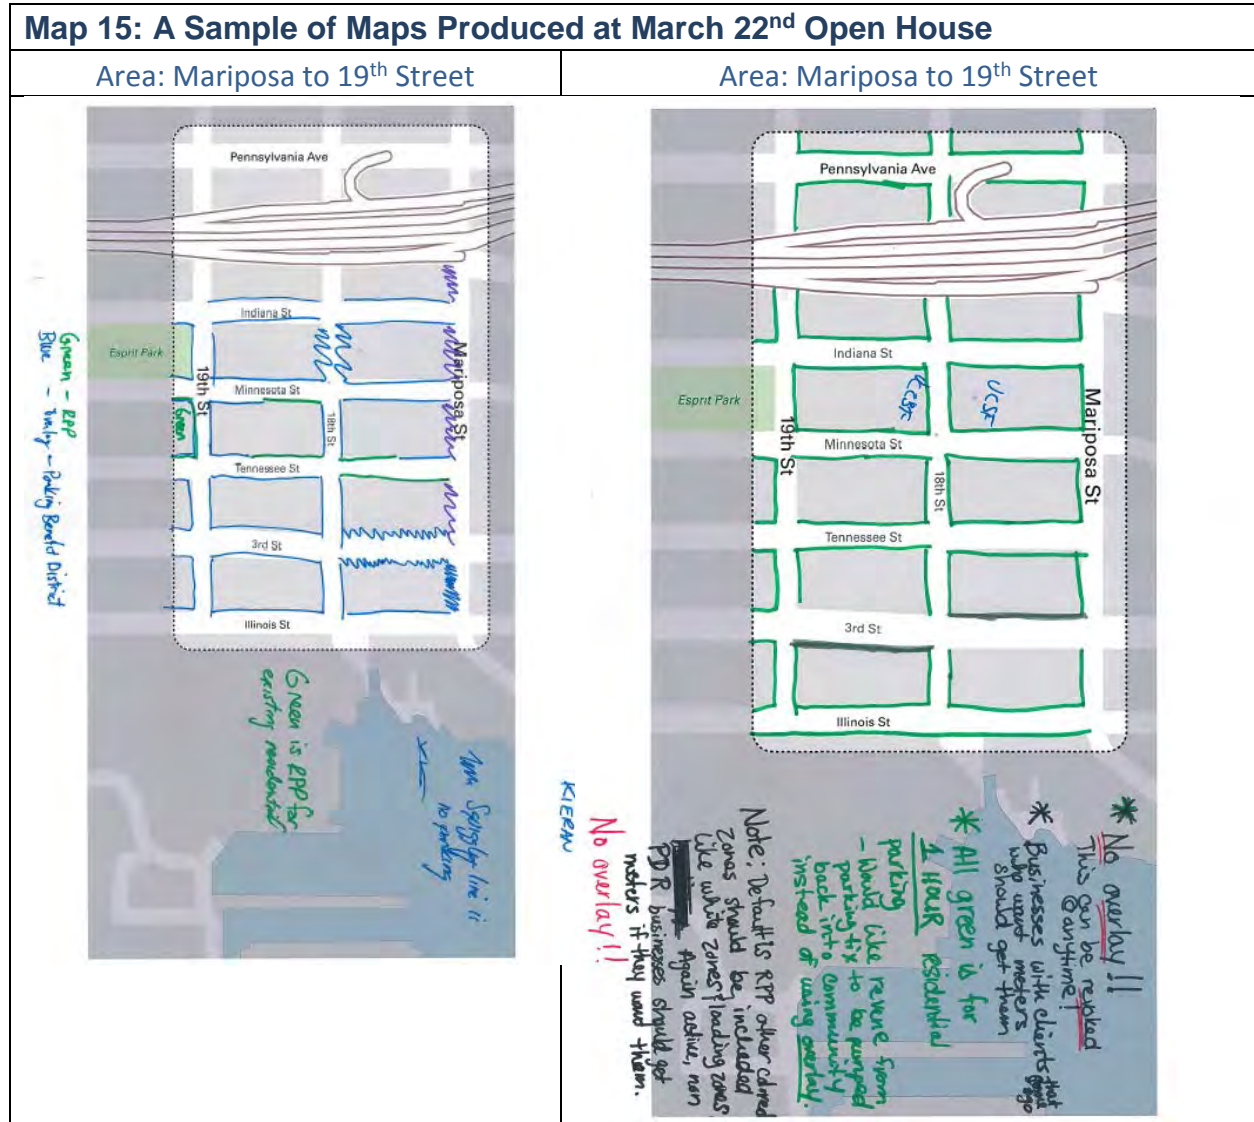 Map 15: A Sample of Maps Produced at March 22nd Open House
Area: Mariposa to 19th Street
Area: Mariposa to 19th Street
Pennsylvania Ave
Indiana St
Mariposa St
Esprit Park
19th St
Minnesota St
Green
18th St
Tennessee St
3rd St
Illinois St
Green - RPP
Blue - - Parking Benefit District
Green is RPP for
existing residential
line is
no parking
Pennsylvania Ave
Indiana St
UCSF
UCSF
Esprit Park
19th St
Mariposa St
Minnesota St
18th St
Tennessee St
3rd St
Illinois St
KIERAN
No overlay!!
* No overlay!!
This can be revoked
@ anytime!
* Businesses with clients that
who want meters
should get them
* All green is for
1 HOUR residential
parking
- Would like revene from
parking tix to be pumped
back into community
instead of using overlay.
Note: Default is RPP other
zones should be included
like white zones/loading zones
Again active, non
PDR businesses should get
meters if they want them.